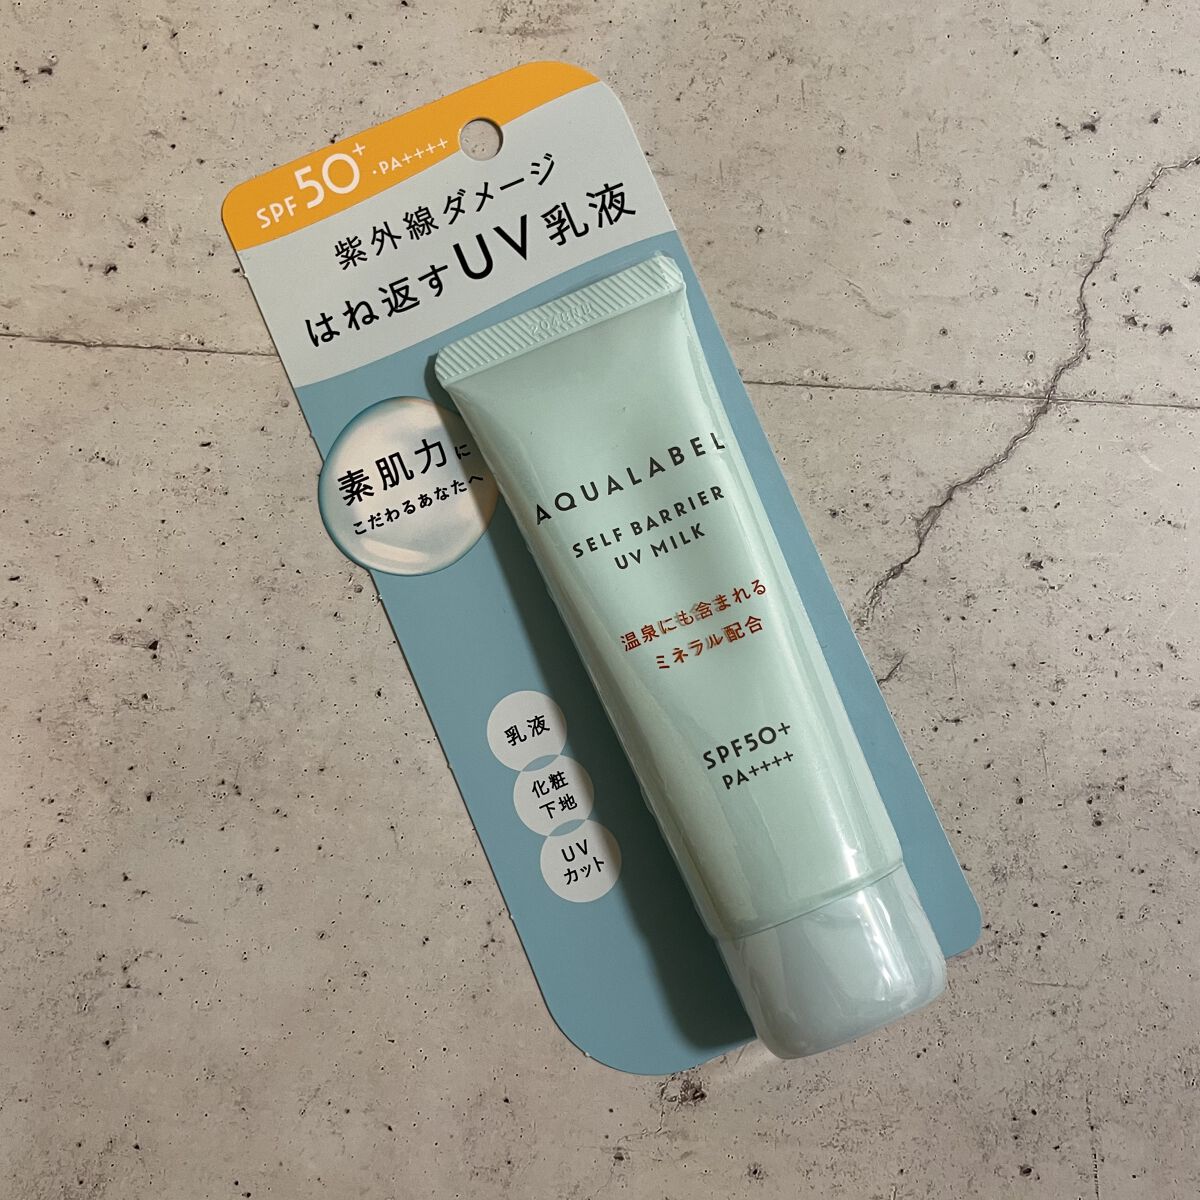 SPF50+・PA++++
紫外線ダメージ
はね返すUV乳液
素肌力に
こだわるあなたへ
乳液
化粧
下地
UV
カット
AQUALABEL
SELF BARRIER
UV MILK
温泉にも含まれる
ミネラル配合
SPF50+
PA++++